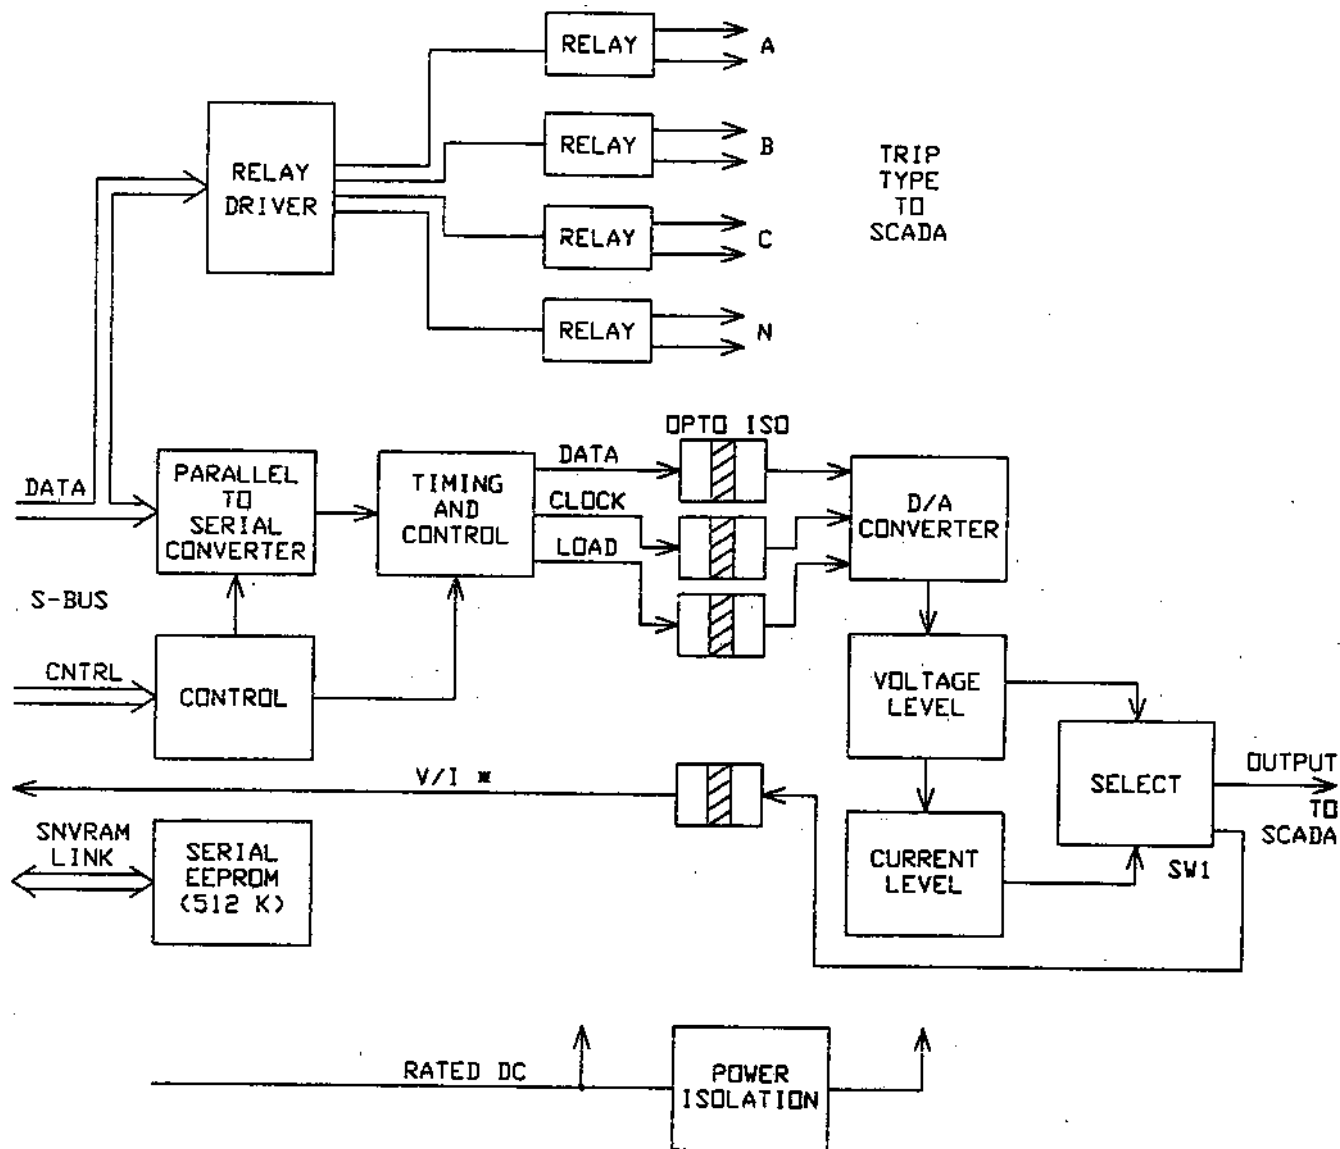 RELAY
A
RELAY
B
RELAY
C
RELAY
N
RELAY
DRIVER
TRIP
TYPE
TO
SCADA
DATA
PARALLEL
TO
SERIAL
CONVERTER
TIMING
AND
CONTROL
DATA
CLOCK
LOAD
OPTO ISO
D/A
CONVERTER
S-BUS
CNTRL
CONTROL
VOLTAGE
LEVEL
V/I *
SELECT
SW1
OUTPUT
TO
SCADA
SNVRAM
LINK
SERIAL
EEPROM
(512 K)
CURRENT
LEVEL
RATED DC
POWER
ISOLATION